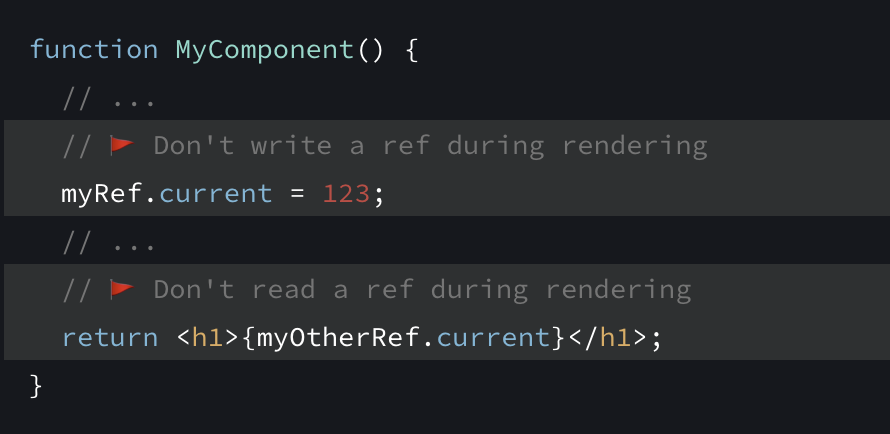 function MyComponent() {
// ...
// 🚩 Don't write a ref during rendering
myRef.current = 123;
// ...
// 🚩 Don't read a ref during rendering
return <h1>{myOtherRef.current}</h1>;
}